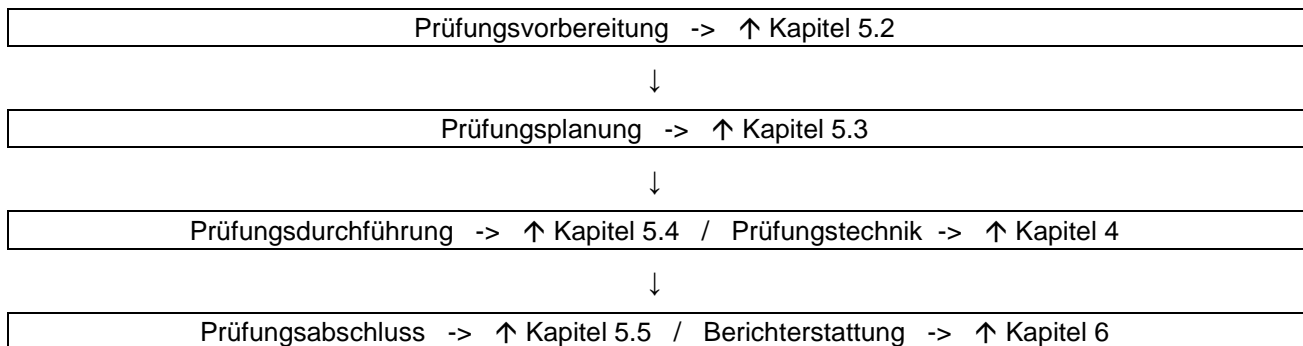 Prüfungsvorbereitung -> ↑ Kapitel 5.2
↓
Prüfungsplanung -> ↑ Kapitel 5.3
↓
Prüfungsdurchführung -> ↑ Kapitel 5.4 / Prüfungstechnik -> ↑ Kapitel 4
↓
Prüfungsabschluss -> ↑ Kapitel 5.5 / Berichterstattung -> ↑ Kapitel 6